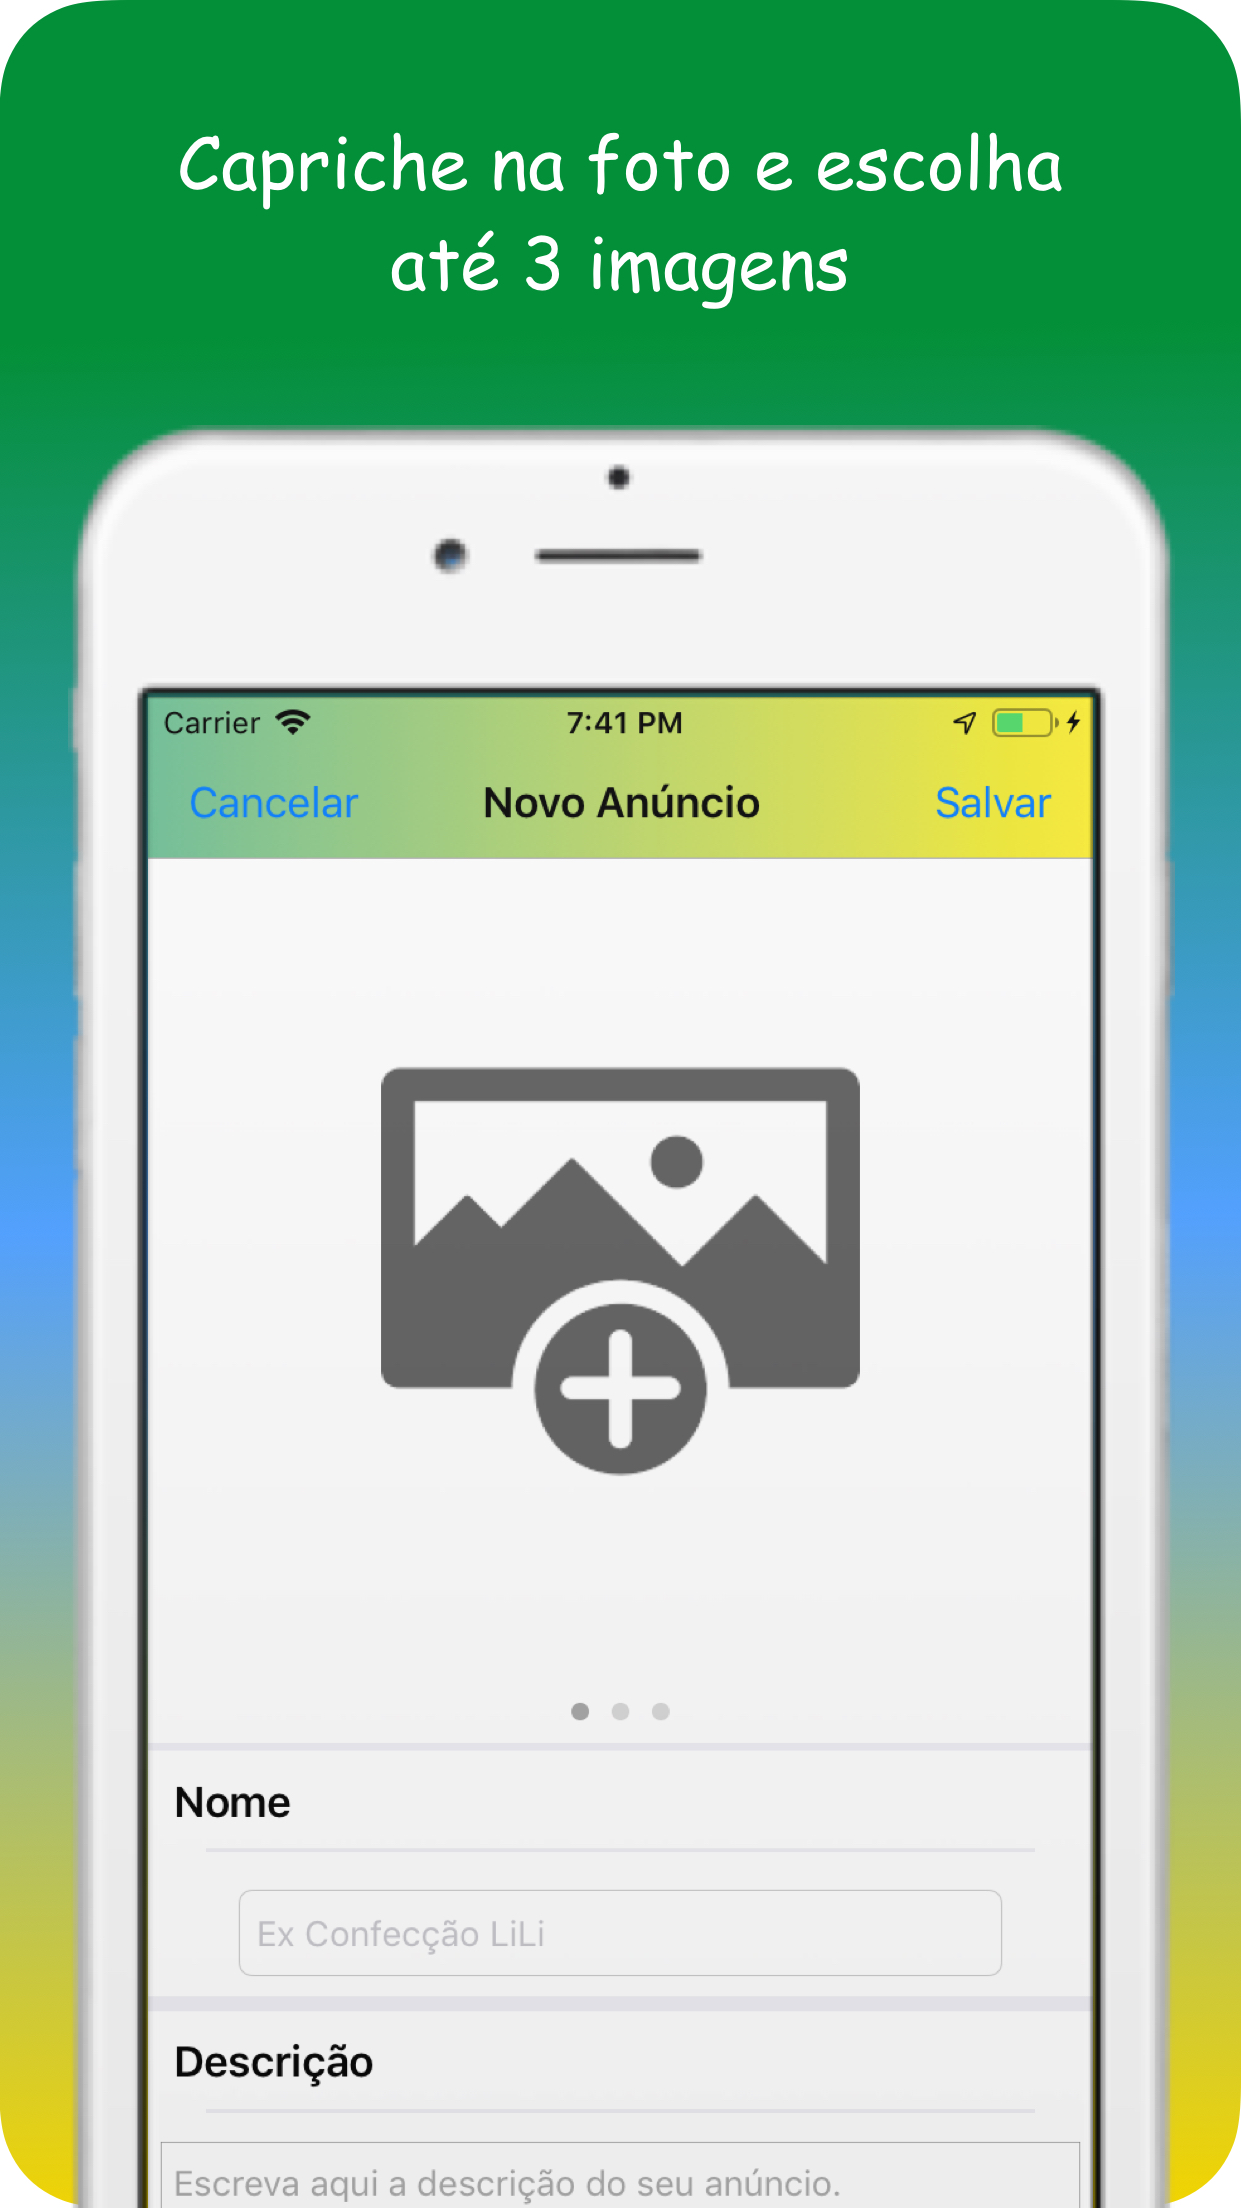 Capriche na foto e escolha
até 3 imagens
Carrier 7:41 PM
Cancelar Novo Anúncio Salvar
Nome
Ex Confecção LiLi
Descrição
Escreva aqui a descrição do seu anúncio.